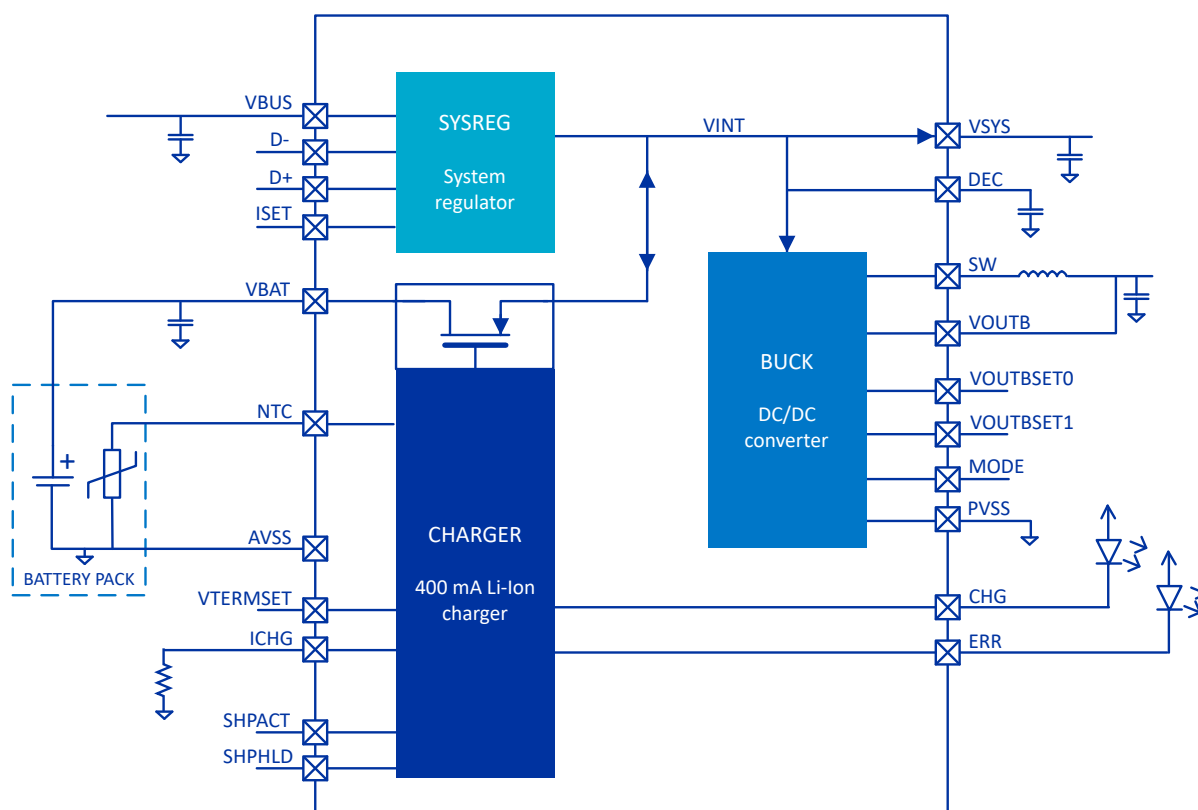 VBUS
D-
D+
ISET
SYSREG
System
regulator
VINT
VSYS
DEC
VBAT
SW
VOUTB
BUCK
DC/DC
converter
VOUTBSET0
VOUTBSET1
MODE
PVSS
NTC
+
AVSS
BATTERY PACK
CHARGER
400 mA Li-Ion
charger
VTERMSET
ICHG
SHPACT
SHPHLD
CHG
ERR